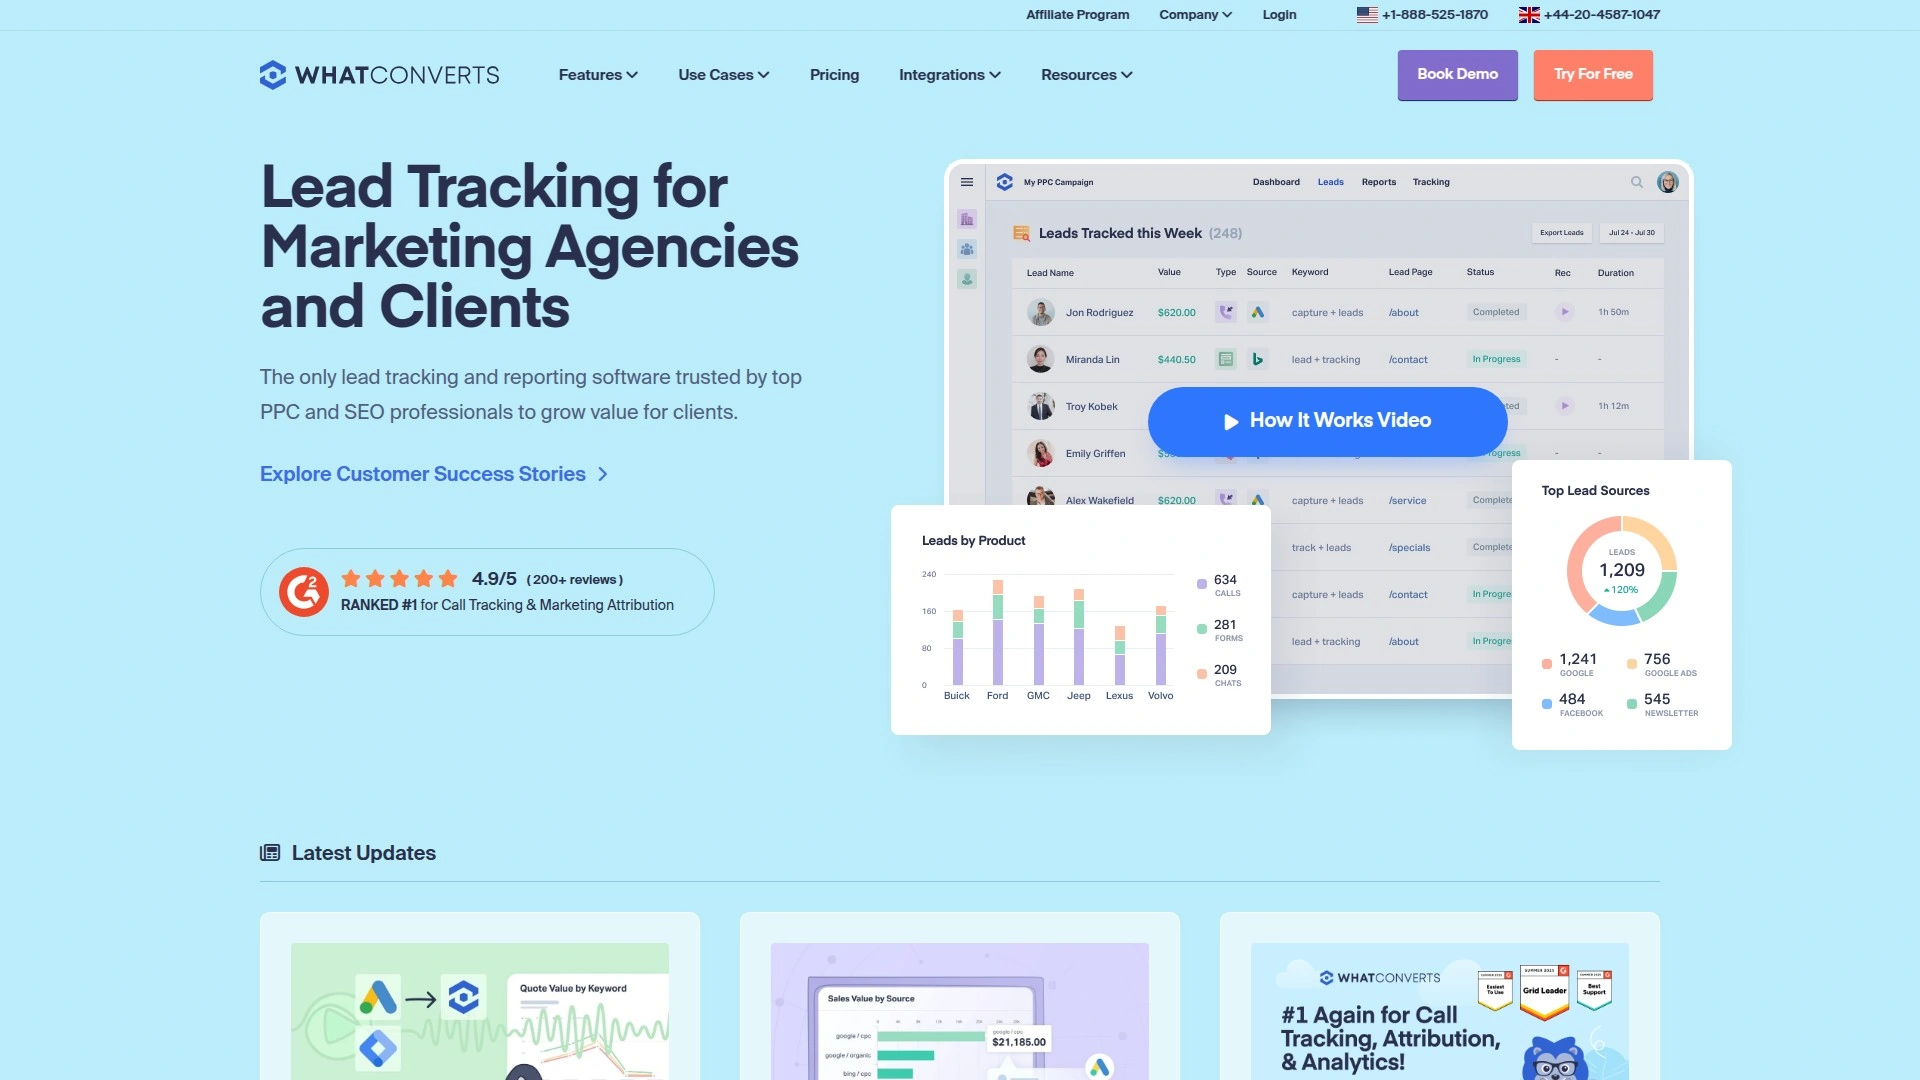 Affiliate Program Company Login +1-888-525-1870 +44-20-4587-1047
WHATCONVERTS Features Use Cases Pricing Integrations Resources Book Demo Try For Free
Lead Tracking for
Marketing Agencies
and Clients
The only lead tracking and reporting software trusted by top
PPC and SEO professionals to grow value for clients.
Explore Customer Success Stories
G2 4.9/5 (200+ reviews)
RANKED #1 for Call Tracking & Marketing Attribution
My PPC Campaign Dashboard Leads Reports Tracking
Leads Tracked this Week (248) Export Leads Jul 24 - Jul 30
Lead Name Value Type Source Keyword Lead Page Status Rec Duration
Jon Rodriguez $620.00 capture + leads /about Completed 1h 50m
Miranda Lin $440.50 lead + tracking /contact In Progress - -
Troy Kobek 1h 12m
How It Works Video
Emily Griffen - -
Alex Wakefield $620.00 capture + leads /service
track + leads /specials
capture + leads /contact
lead + tracking /about
Leads by Product
240
160
80
0
Buick Ford GMC Jeep Lexus Volvo
634
CALLS
281
FORMS
209
CHATS
Top Lead Sources
LEADS
1,209
120%
1,241 756
GOOGLE GOOGLE ADS
484 545
FACEBOOK NEWSLETTER
Latest Updates
Quote Value by Keyword
Sales Value by Source
google / cpc
google / organic
bing / cpc
google / cpc
$21,185.00
WHATCONVERTS
Easiest
To Use
Grid Leader
Best
Support
#1 Again for Call
Tracking, Attribution,
& Analytics!